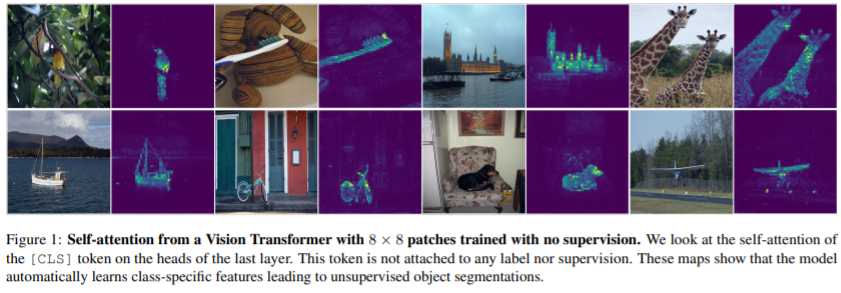 Figure 1: Self-attention from a Vision Transformer with 8 × 8 patches trained with no supervision. We look at the self-attention of
the [CLS] token on the heads of the last layer. This token is not attached to any label nor supervision. These maps show that the model
automatically learns class-specific features leading to unsupervised object segmentations.